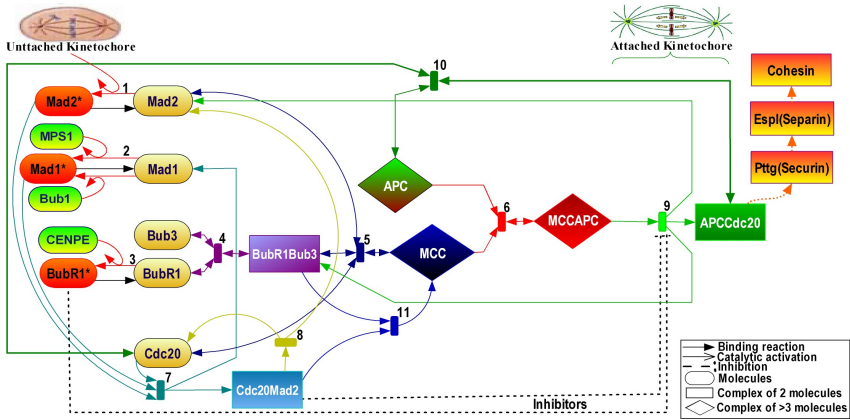 Unttached Kinetochore
Attached Kinetochore
10
Cohesin
1
Mad2*
Mad2
Espl(Separin)
MPS1
2
Mad1*
Mad1
Pttg(Securin)
APC
Bub1
6
9
MCCAPC
APCCdc20
CENPE
Bub3
4
5
BubR1Bub3
MCC
3
BubR1*
BubR1
11
8
Cdc20
7
Cdc20Mad2
Inhibitors
Binding reaction
Catalytic activation
Inhibition
Molecules
Complex of 2 molecules
Complex of >3 molecules